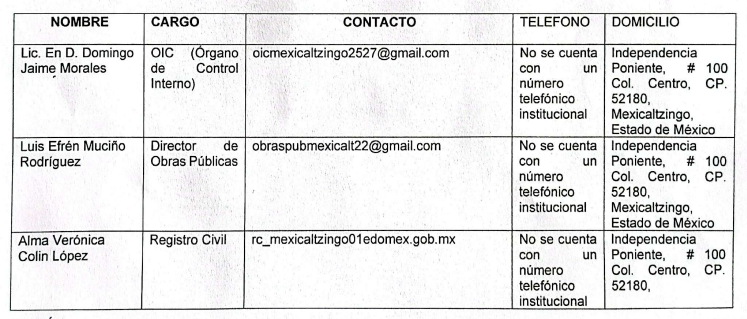 NOMBRE CARGO CONTACTO TELEFONO DOMICILIO
Lic. En D. Domingo
Jaime Morales
OIC (Órgano
de Control
Interno)
oicmexicaltzingo2527@gmail.com
No se cuenta
con un
número
telefónico
institucional
Independencia
Poniente, # 100
Col. Centro, CP.
52180,
Mexicaltzingo,
Estado de México
Luis Efrén Muciño
Rodríguez
Director de
Obras Públicas
obraspubmexicalt22@gmail.com
No se cuenta
con un
número
telefónico
institucional
Independencia
Poniente, # 100
Col. Centro, CP.
52180,
Mexicaltzingo,
Estado de México
Alma Verónica
Colin López
Registro Civil
rc_mexicaltzingo01edomex.gob.mx
No se cuenta
con un
número
telefónico
institucional
Independencia
Poniente, # 100
Col. Centro, CP.
52180,